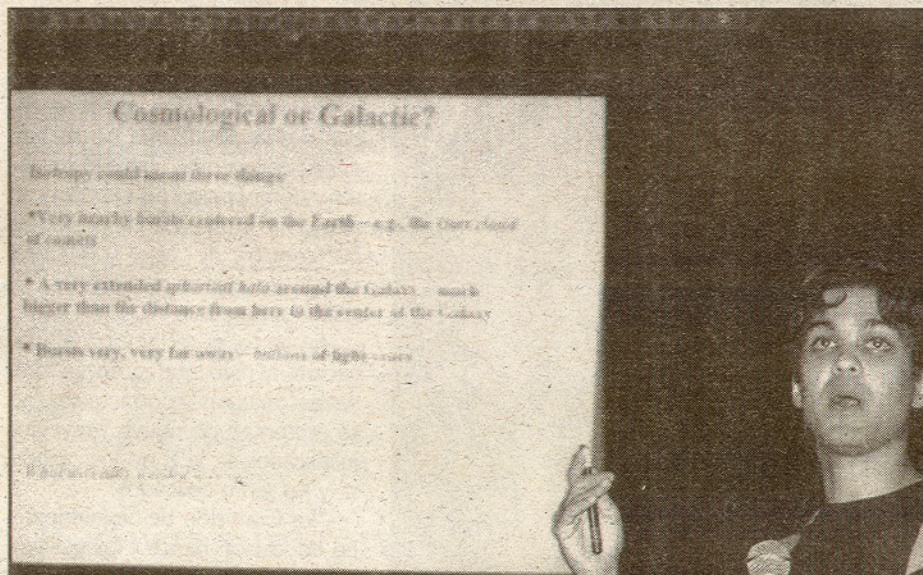 Cosmological or Galactic?
Isotropy could mean three things:
*Very nearby bursts centered on the Earth – e.g., the Oort cloud
of comets
* A very extended spherical halo around the Galaxy – much
bigger than the distance from here to the center of the Galaxy
* Bursts very, very far away – billions of light years
What